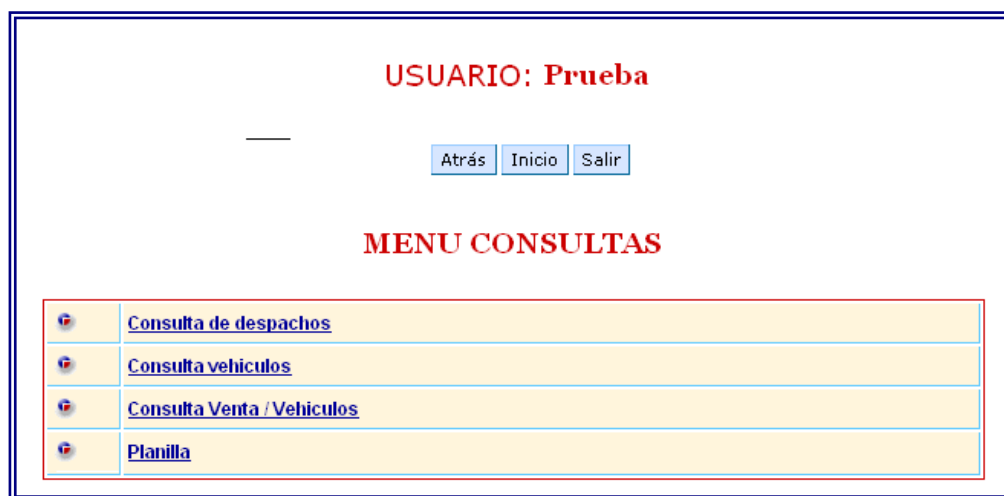 USUARIO: Prueba
Atrás Inicio Salir
MENU CONSULTAS
Consulta de despachos
Consulta vehiculos
Consulta Venta / Vehiculos
Planilla